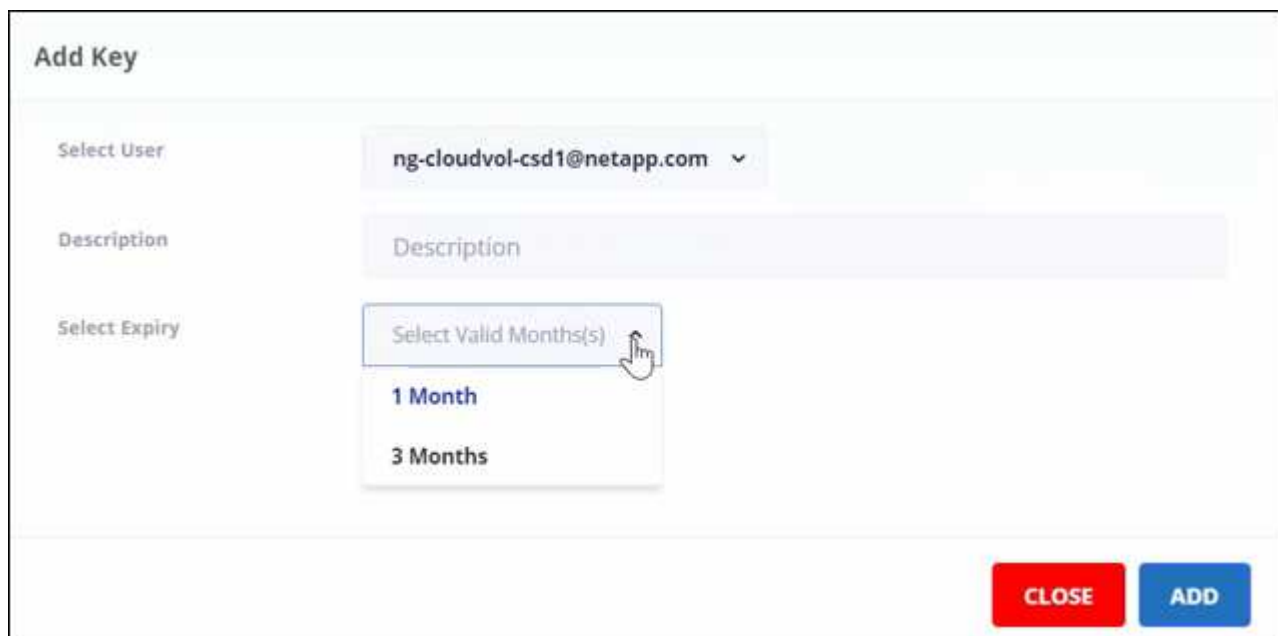 Add Key
Select User
ng-cloudvol-csd1@netapp.com
Description
Description
Select Expiry
Select Valid Months(s)
1 Month
3 Months
CLOSE
ADD